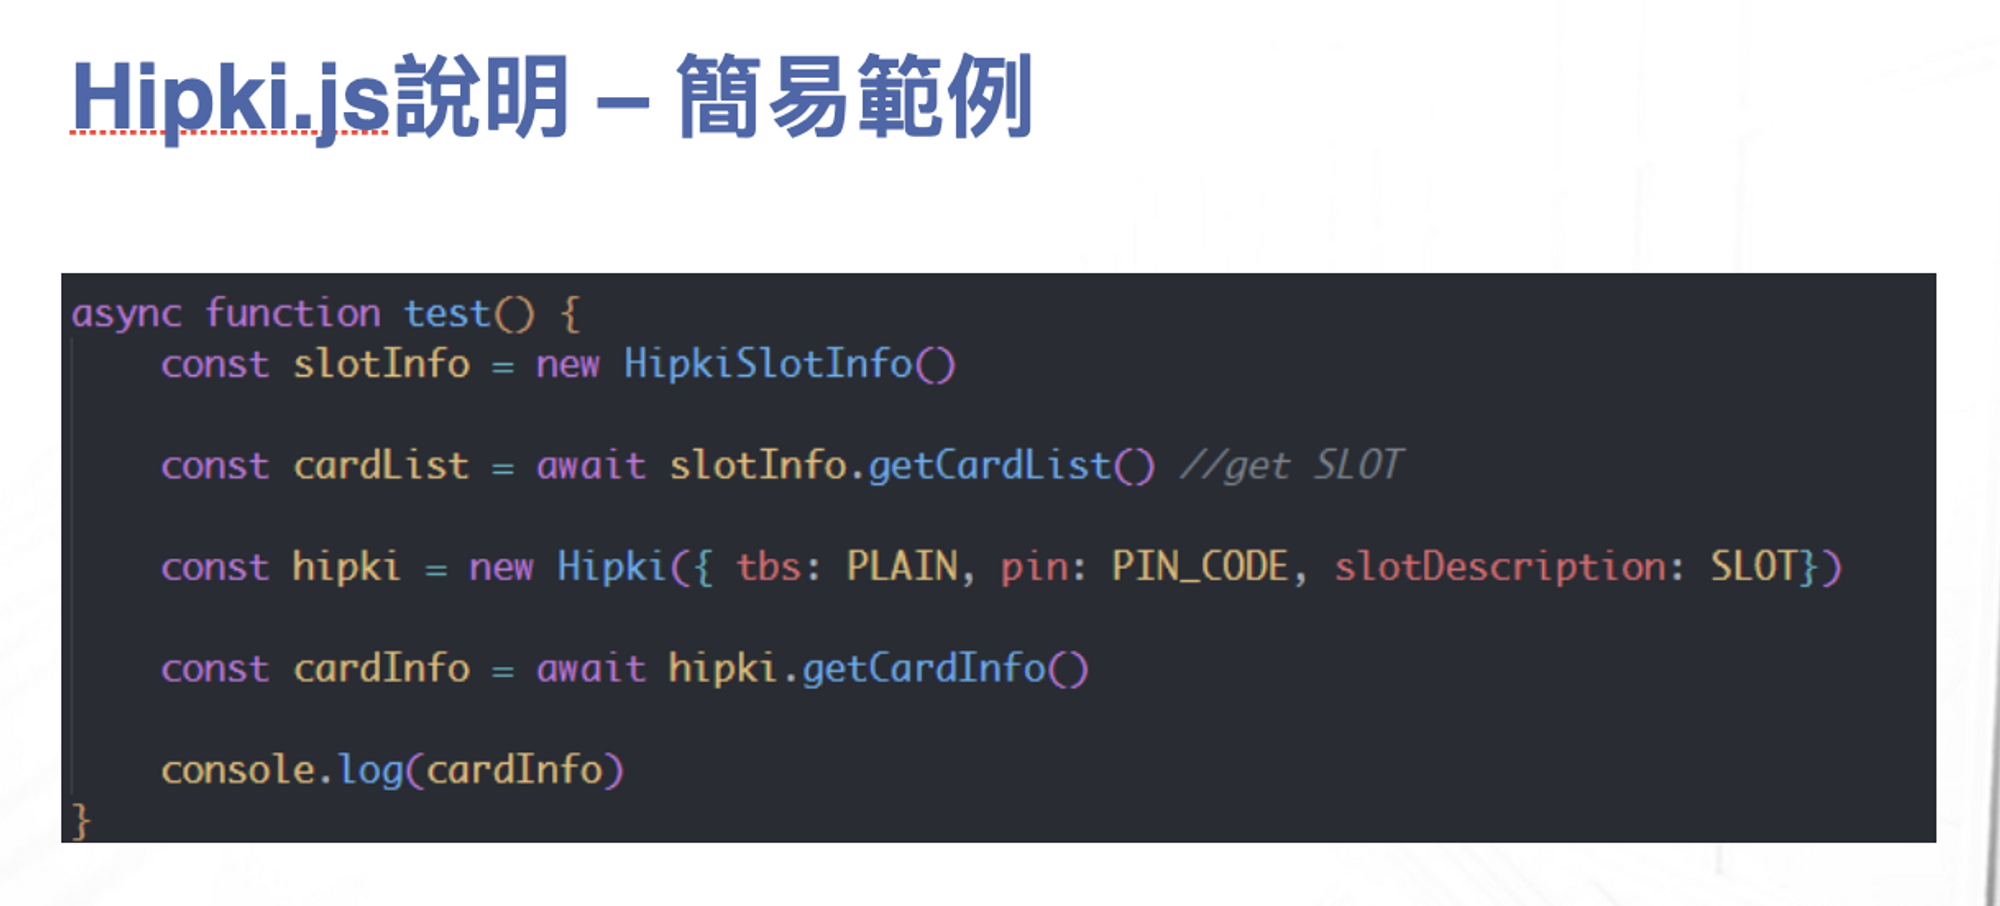 Hipki.js說明 – 簡易範例
async function test() {
const slotInfo = new HipkiSlotInfo()
const cardList = await slotInfo.getCardList() //get SLOT
const hipki = new Hipki({ tbs: PLAIN, pin: PIN_CODE, slotDescription: SLOT})
const cardInfo = await hipki.getCardInfo()
console.log(cardInfo)
}